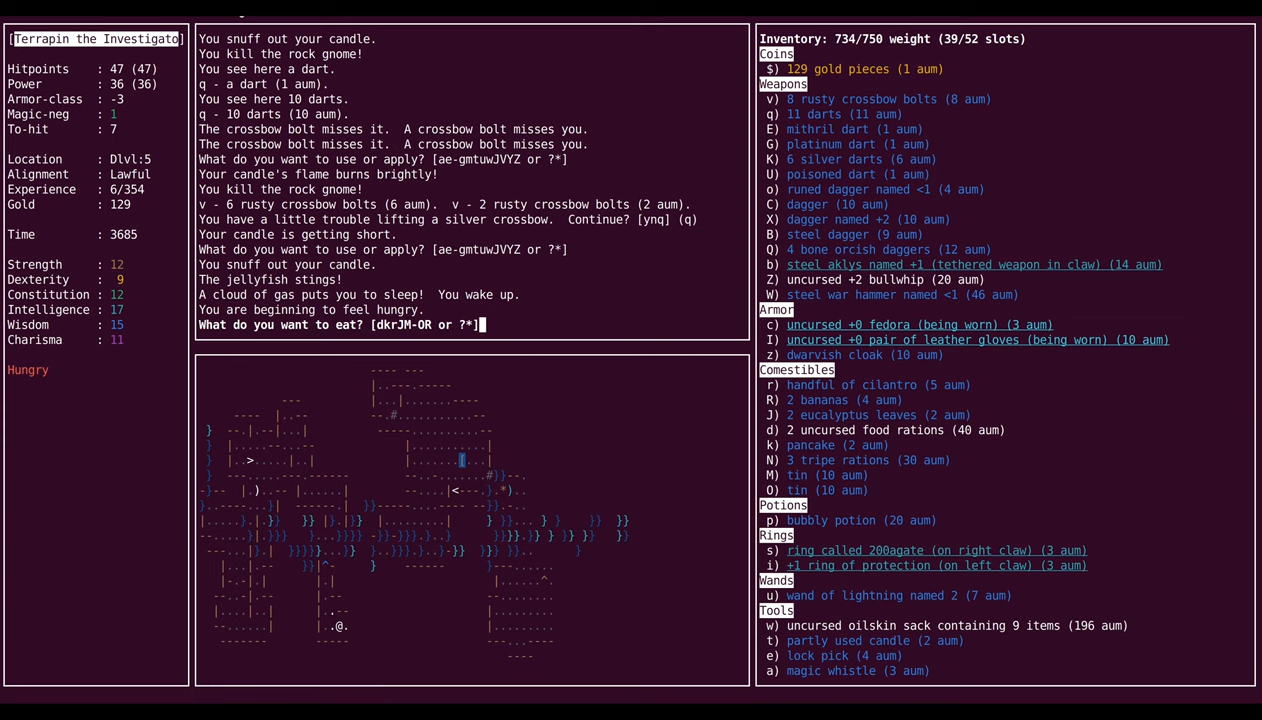 [Terrapin the Investigato]
Hitpoints : 47 (47)
Power : 36 (36)
Armor-class : -3
Magic-neg : 1
To-hit : 7
Location : Dlvl:5
Alignment : Lawful
Experience : 6/354
Gold : 129
Time : 3685
Strength : 12
Dexterity : 9
Constitution : 12
Intelligence : 17
Wisdom : 15
Charisma : 11
Hungry
You snuff out your candle.
You kill the rock gnome!
You see here a dart.
q - a dart (1 aum).
You see here 10 darts.
q - 10 darts (10 aum).
The crossbow bolt misses it.  A crossbow bolt misses you.
The crossbow bolt misses it.  A crossbow bolt misses you.
What do you want to use or apply? [ae-gmtuwJVYZ or ?*]
Your candle's flame burns brightly!
You kill the rock gnome!
v - 6 rusty crossbow bolts (6 aum).  v - 2 rusty crossbow bolts (2 aum).
You have a little trouble lifting a silver crossbow.  Continue? [ynq] (q)
Your candle is getting short.
What do you want to use or apply? [ae-gmtuwJVYZ or ?*]
You snuff out your candle.
The jellyfish stings!
A cloud of gas puts you to sleep!  You wake up.
You are beginning to feel hungry.
What do you want to eat? [dkrJM-OR or ?*]
Inventory: 734/750 weight (39/52 slots)
Coins
$) 129 gold pieces (1 aum)
Weapons
v) 8 rusty crossbow bolts (8 aum)
q) 11 darts (11 aum)
E) mithril dart (1 aum)
G) platinum dart (1 aum)
K) 6 silver darts (6 aum)
U) poisoned dart (1 aum)
o) runed dagger named <1 (4 aum)
C) dagger (10 aum)
X) dagger named +2 (10 aum)
B) steel dagger (9 aum)
Q) 4 bone orcish daggers (12 aum)
b) steel aklys named +1 (tethered weapon in claw) (14 aum)
Z) uncursed +2 bullwhip (20 aum)
W) steel war hammer named <1 (46 aum)
Armor
c) uncursed +0 fedora (being worn) (3 aum)
I) uncursed +0 pair of leather gloves (being worn) (10 aum)
z) dwarvish cloak (10 aum)
Comestibles
r) handful of cilantro (5 aum)
R) 2 bananas (4 aum)
J) 2 eucalyptus leaves (2 aum)
d) 2 uncursed food rations (40 aum)
k) pancake (2 aum)
N) 3 tripe rations (30 aum)
M) tin (10 aum)
O) tin (10 aum)
Potions
p) bubbly potion (20 aum)
Rings
s) ring called 200agate (on right claw) (3 aum)
i) +1 ring of protection (on left claw) (3 aum)
Wands
u) wand of lightning named 2 (7 aum)
Tools
w) uncursed oilskin sack containing 9 items (196 aum)
t) partly used candle (2 aum)
e) lock pick (4 aum)
a) magic whistle (3 aum)